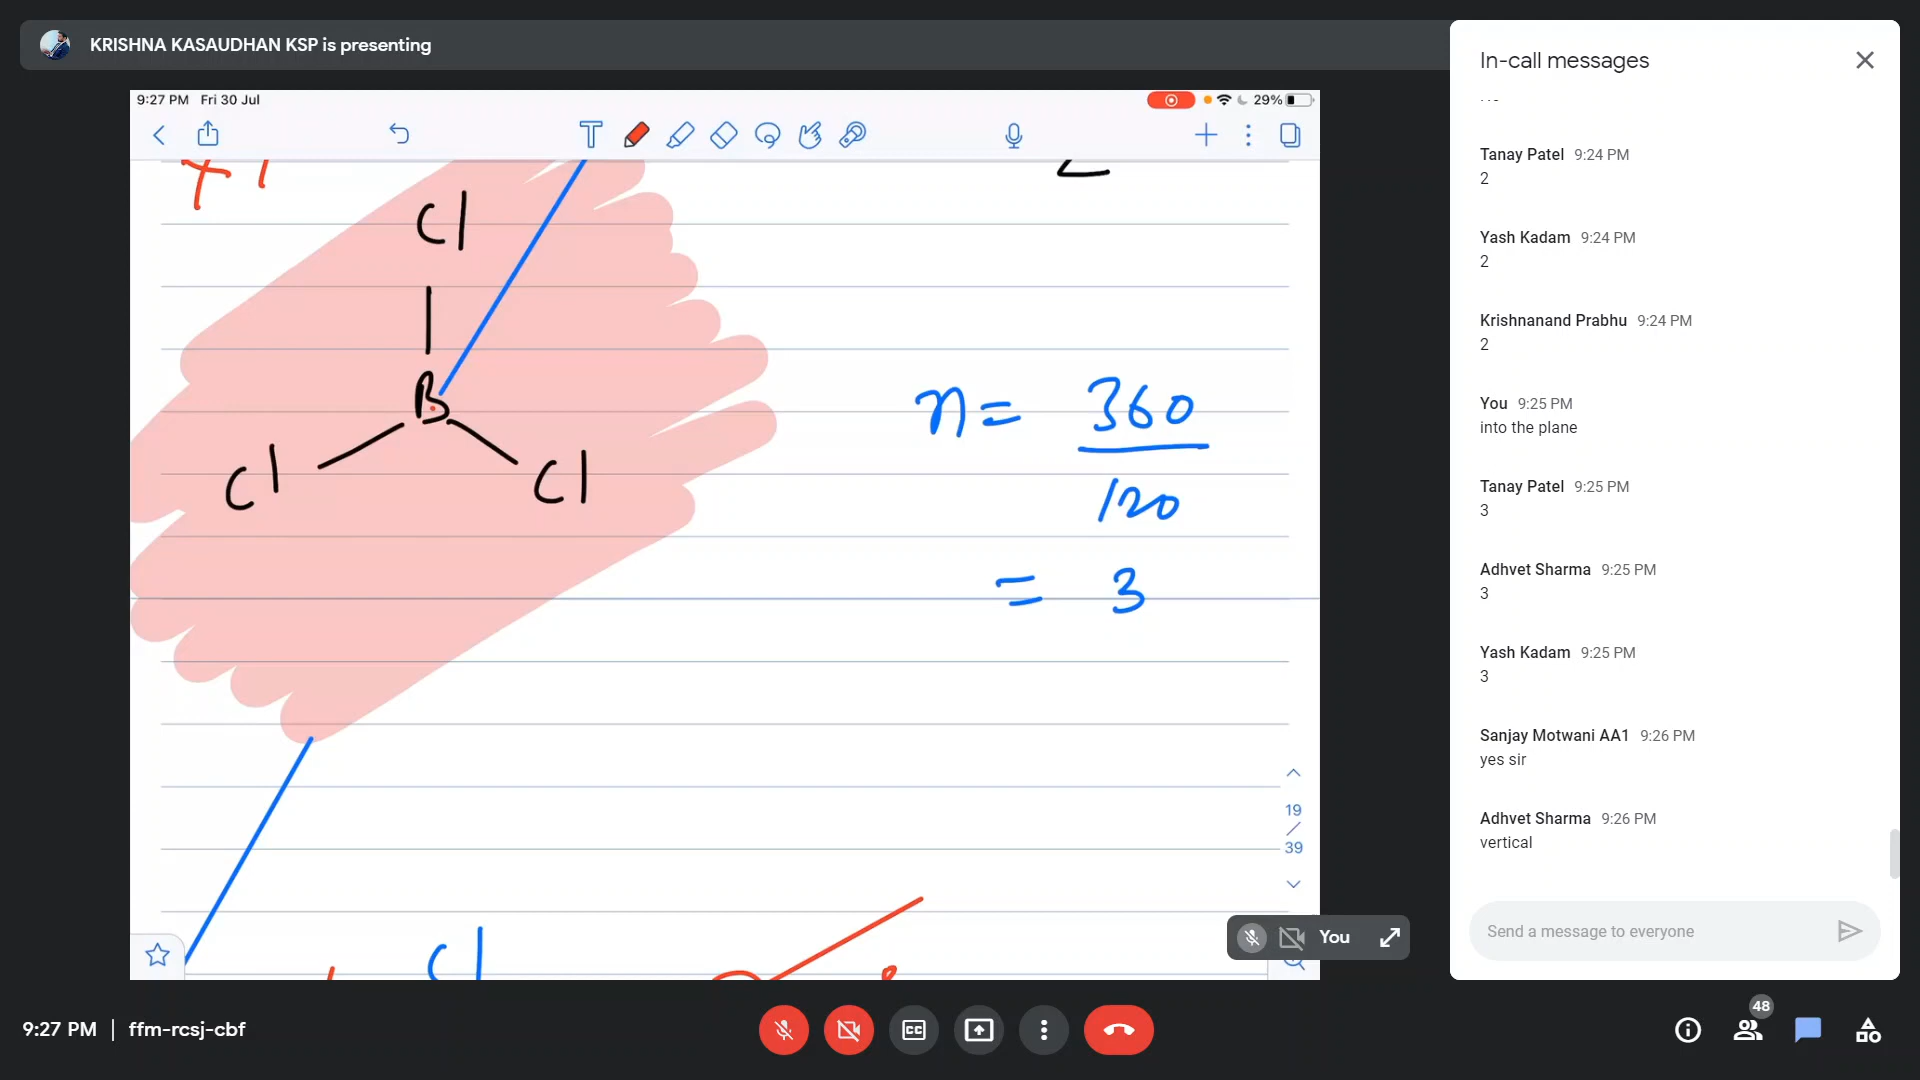 KRISHNA KASAUDHAN KSP is presenting
9:27 PM Fri 30 Jul
29%
T
Cl
B
Cl
Cl
n = 360
120
= 3
19
39
Cl
You
In-call messages
Tanay Patel 9:24 PM
2
Yash Kadam 9:24 PM
2
Krishnanand Prabhu 9:24 PM
2
You 9:25 PM
into the plane
Tanay Patel 9:25 PM
3
Adhvet Sharma 9:25 PM
3
Yash Kadam 9:25 PM
3
Sanjay Motwani AA1 9:26 PM
yes sir
Adhvet Sharma 9:26 PM
vertical
Send a message to everyone
9:27 PM | ffm-rcsj-cbf
CC
48